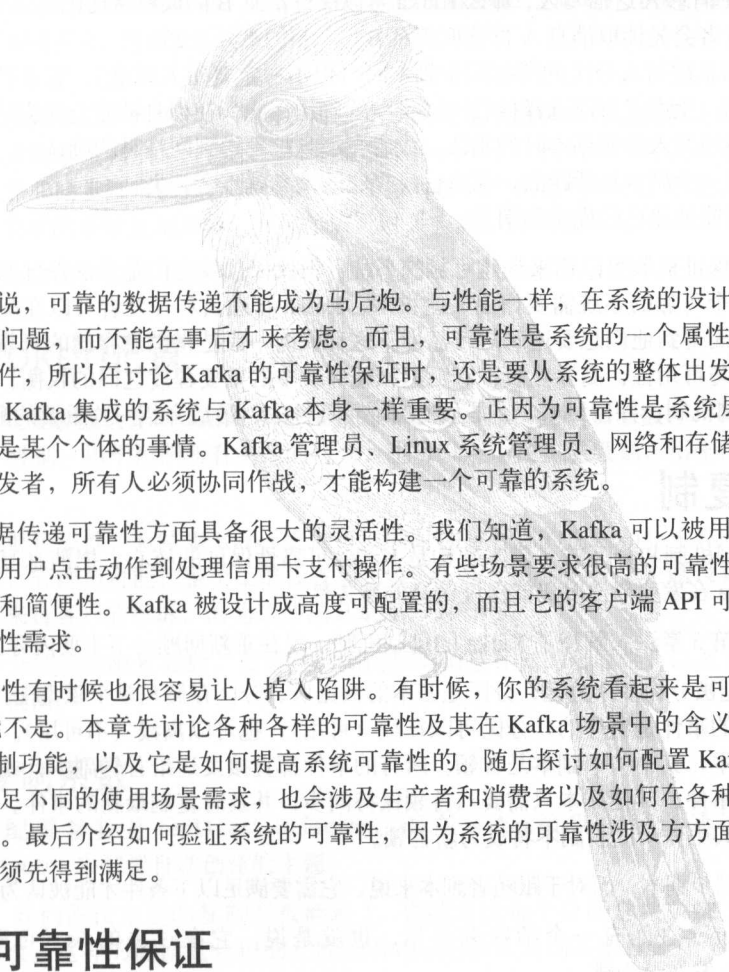 说，可靠的数据传递不能成为马后炮。与性能一样，在系统的设计
问题，而不能在事后才来考虑。而且，可靠性是系统的一个属性
件，所以在讨论 Kafka 的可靠性保证时，还是要从系统的整体出发
Kafka 集成的系统与 Kafka 本身一样重要。正因为可靠性是系统
是某个个体的事情。Kafka 管理员、Linux 系统管理员、网络和存储
发者，所有人必须协同作战，才能构建一个可靠的系统。
据传递可靠性方面具备很大的灵活性。我们知道，Kafka 可以被用
用户点击动作到处理信用卡支付操作。有些场景要求很高的可靠性
和简便性。Kafka 被设计成高度可配置的，而且它的客户端 API 可
性需求。
性有时候也很容易让人掉入陷阱。有时候，你的系统看起来是可
不是。本章先讨论各种各样的可靠性及其在 Kafka 场景中的含义
制功能，以及它是如何提高系统可靠性的。随后探讨如何配置 Ka
足不同的使用场景需求，也会涉及生产者和消费者以及如何在各种
。最后介绍如何验证系统的可靠性，因为系统的可靠性涉及方方面
须先得到满足。
可靠性保证